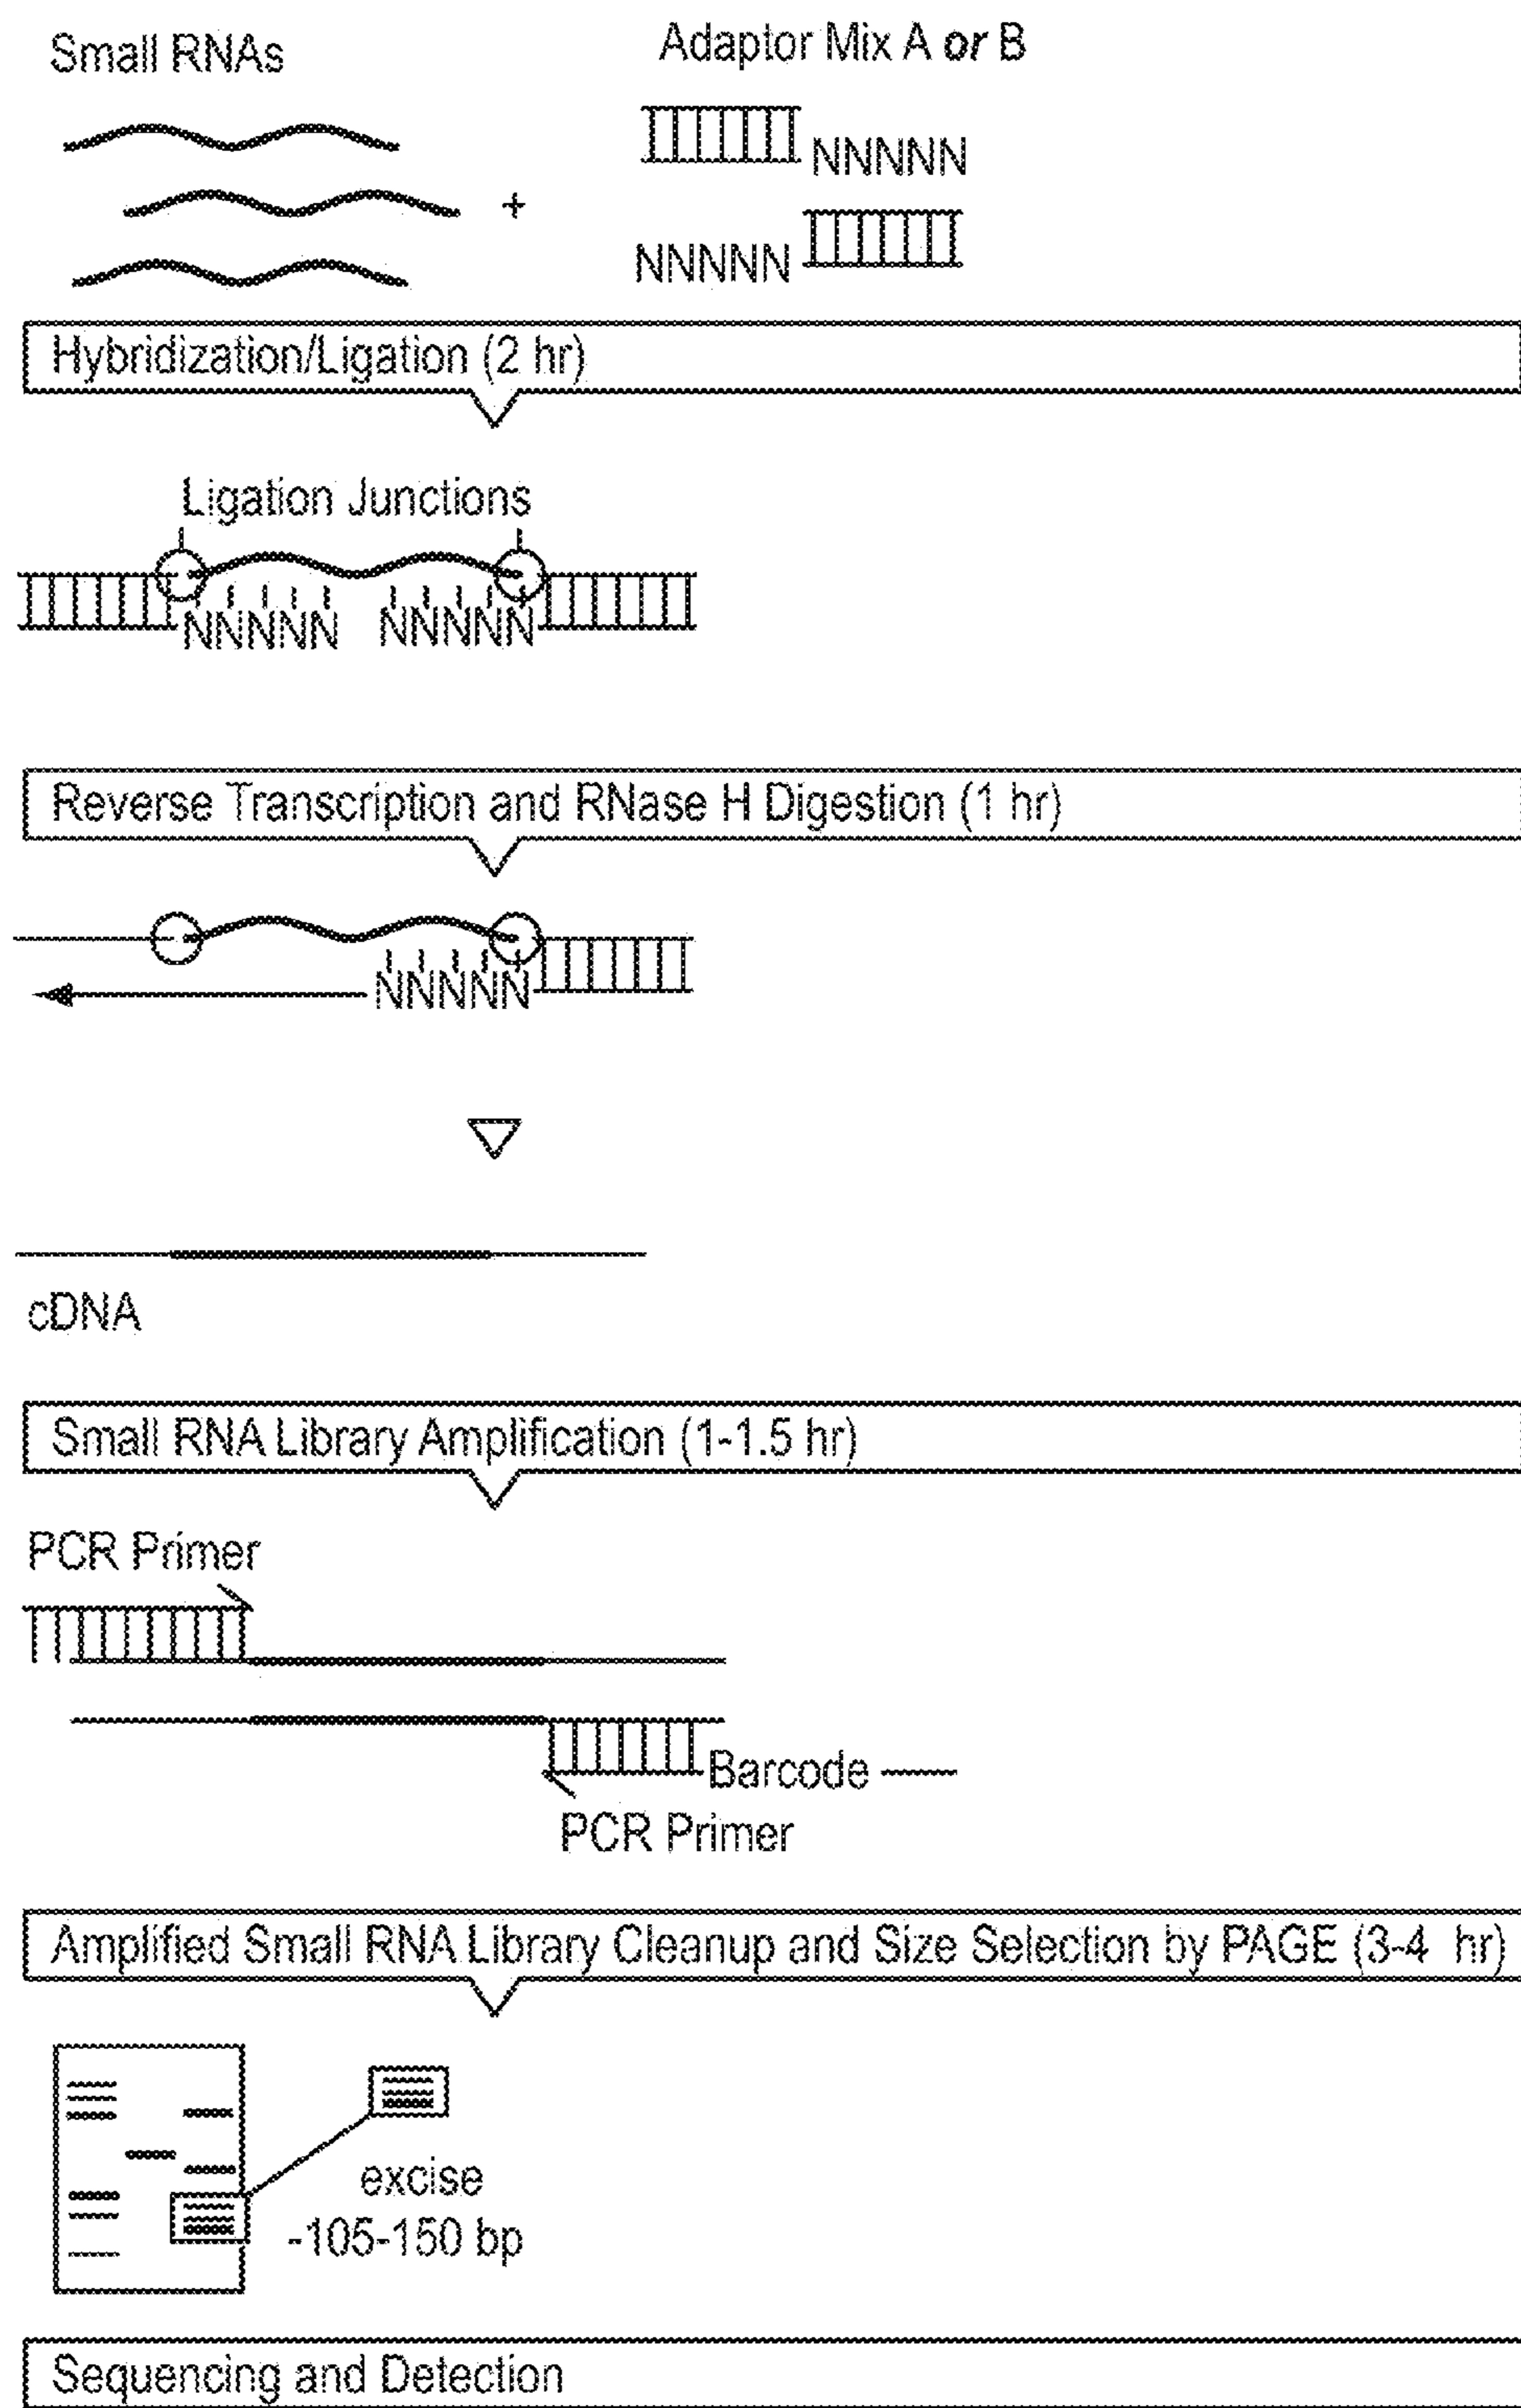 Small RNAs
Adaptor Mix A or B
NNNNN
+
NNNNN
Hybridization/Ligation (2 hr)
Ligation Junctions
NNNNN NNNNN
Reverse Transcription and RNase H Digestion (1 hr)
NNNNN
cDNA
Small RNA Library Amplification (1-1.5 hr)
PCR Primer
Barcode
PCR Primer
Amplified Small RNA Library Cleanup and Size Selection by PAGE (3-4 hr)
excise
-105-150 bp
Sequencing and Detection